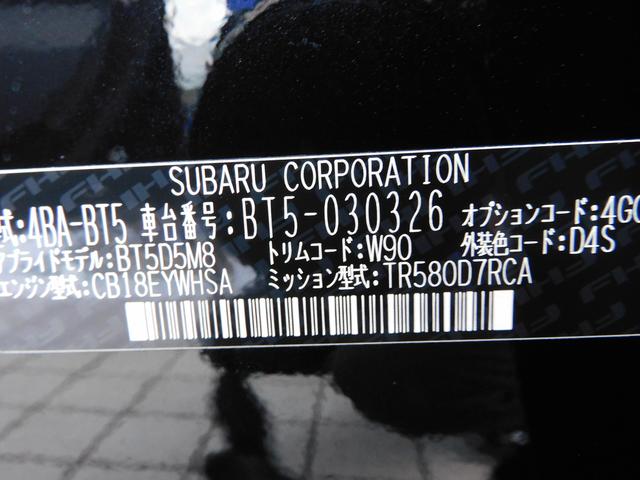 SUBARU CORPORATION
式:4BA-BT5 車台番号:BT5-030326 オプションコード:4GC
アプライドモデル:BT5D5M8 トリムコード:W90 外装色コード:D4S
エンジン型式:CB18EYWHSA ミッション型式:TR580D7RCA